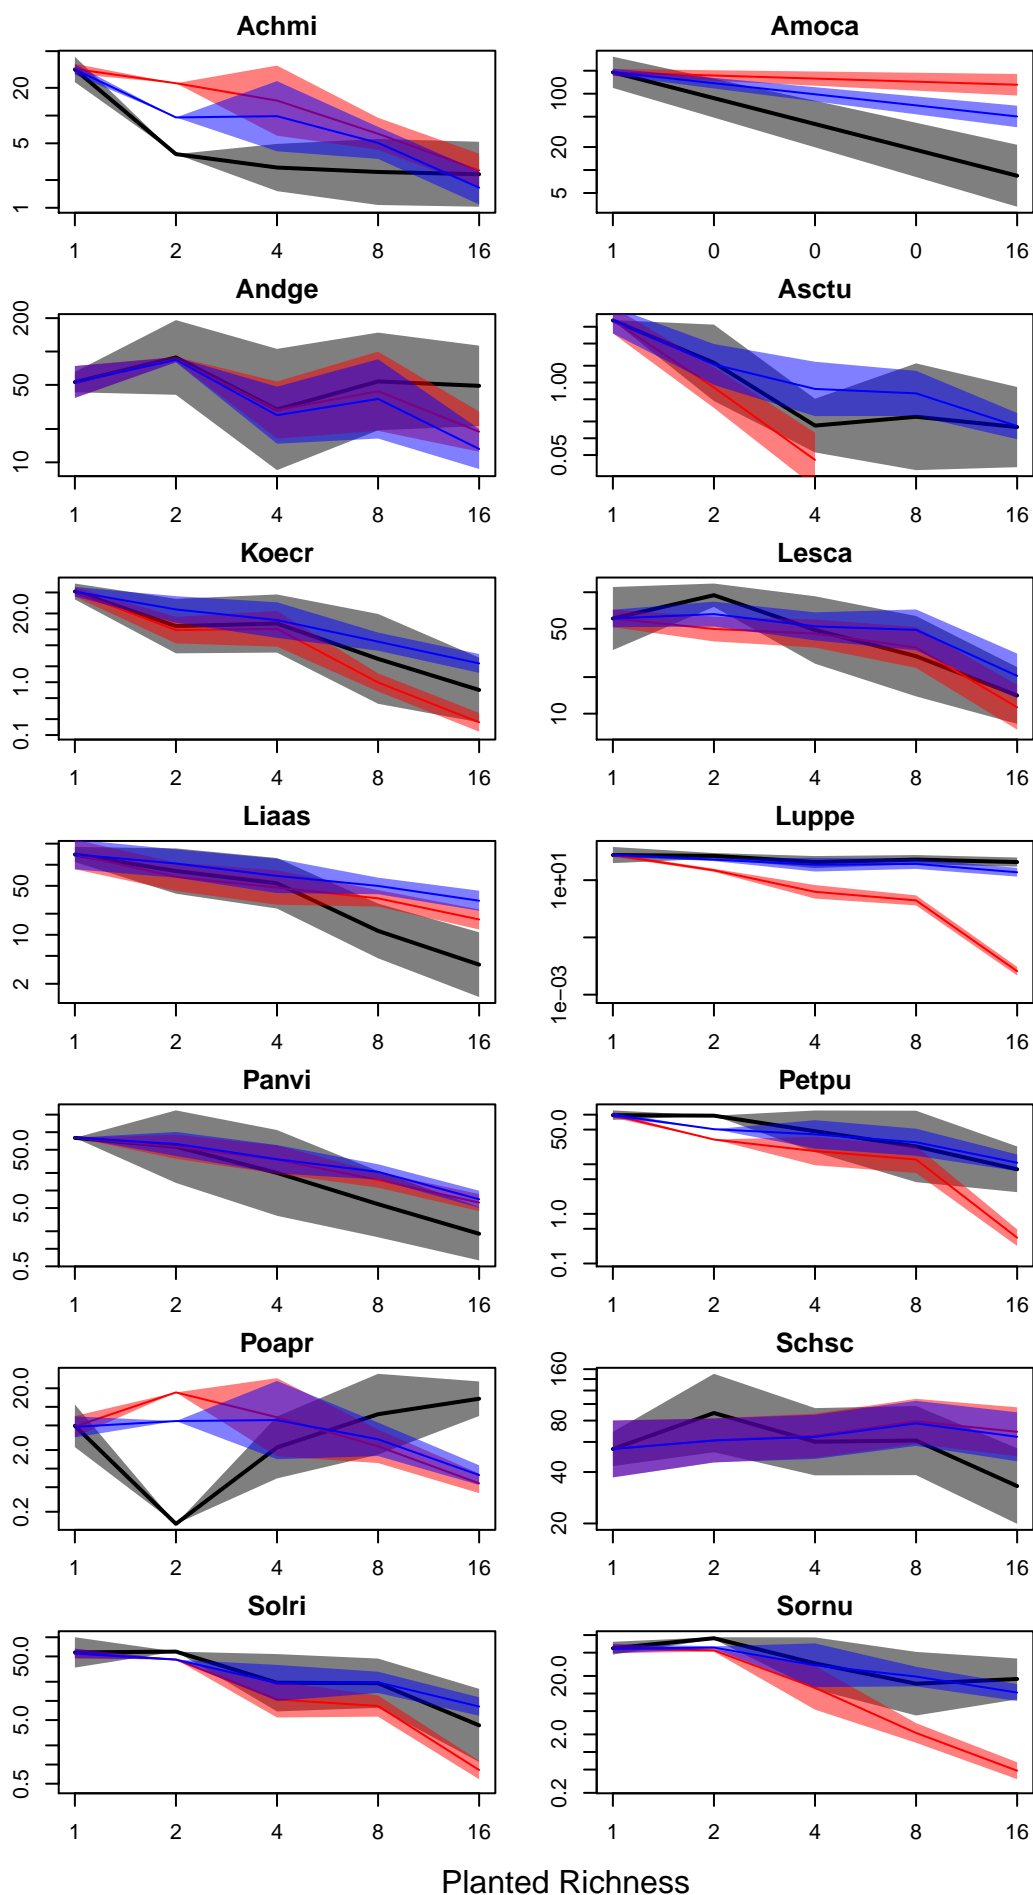 Achmi
Amoca
20
5
1
100
20
5
1 2 4 8 16
1 0 0 0 16
Andge
Asctu
200
50
10
1.00
0.05
1 2 4 8 16
1 2 4 8 16
Koecr
Lesca
20.0
1.0
0.1
50
10
1 2 4 8 16
1 2 4 8 16
Liaas
Luppe
50
10
2
1e+01
1e−03
1 2 4 8 16
1 2 4 8 16
Panvi
Petpu
50.0
5.0
0.5
50.0
1.0
0.1
1 2 4 8 16
1 2 4 8 16
Poapr
Schsc
20.0
2.0
0.2
160
80
40
20
1 2 4 8 16
1 2 4 8 16
Solri
Sornu
50.0
5.0
0.5
20.0
2.0
0.2
1 2 4 8 16
1 2 4 8 16
Planted Richness